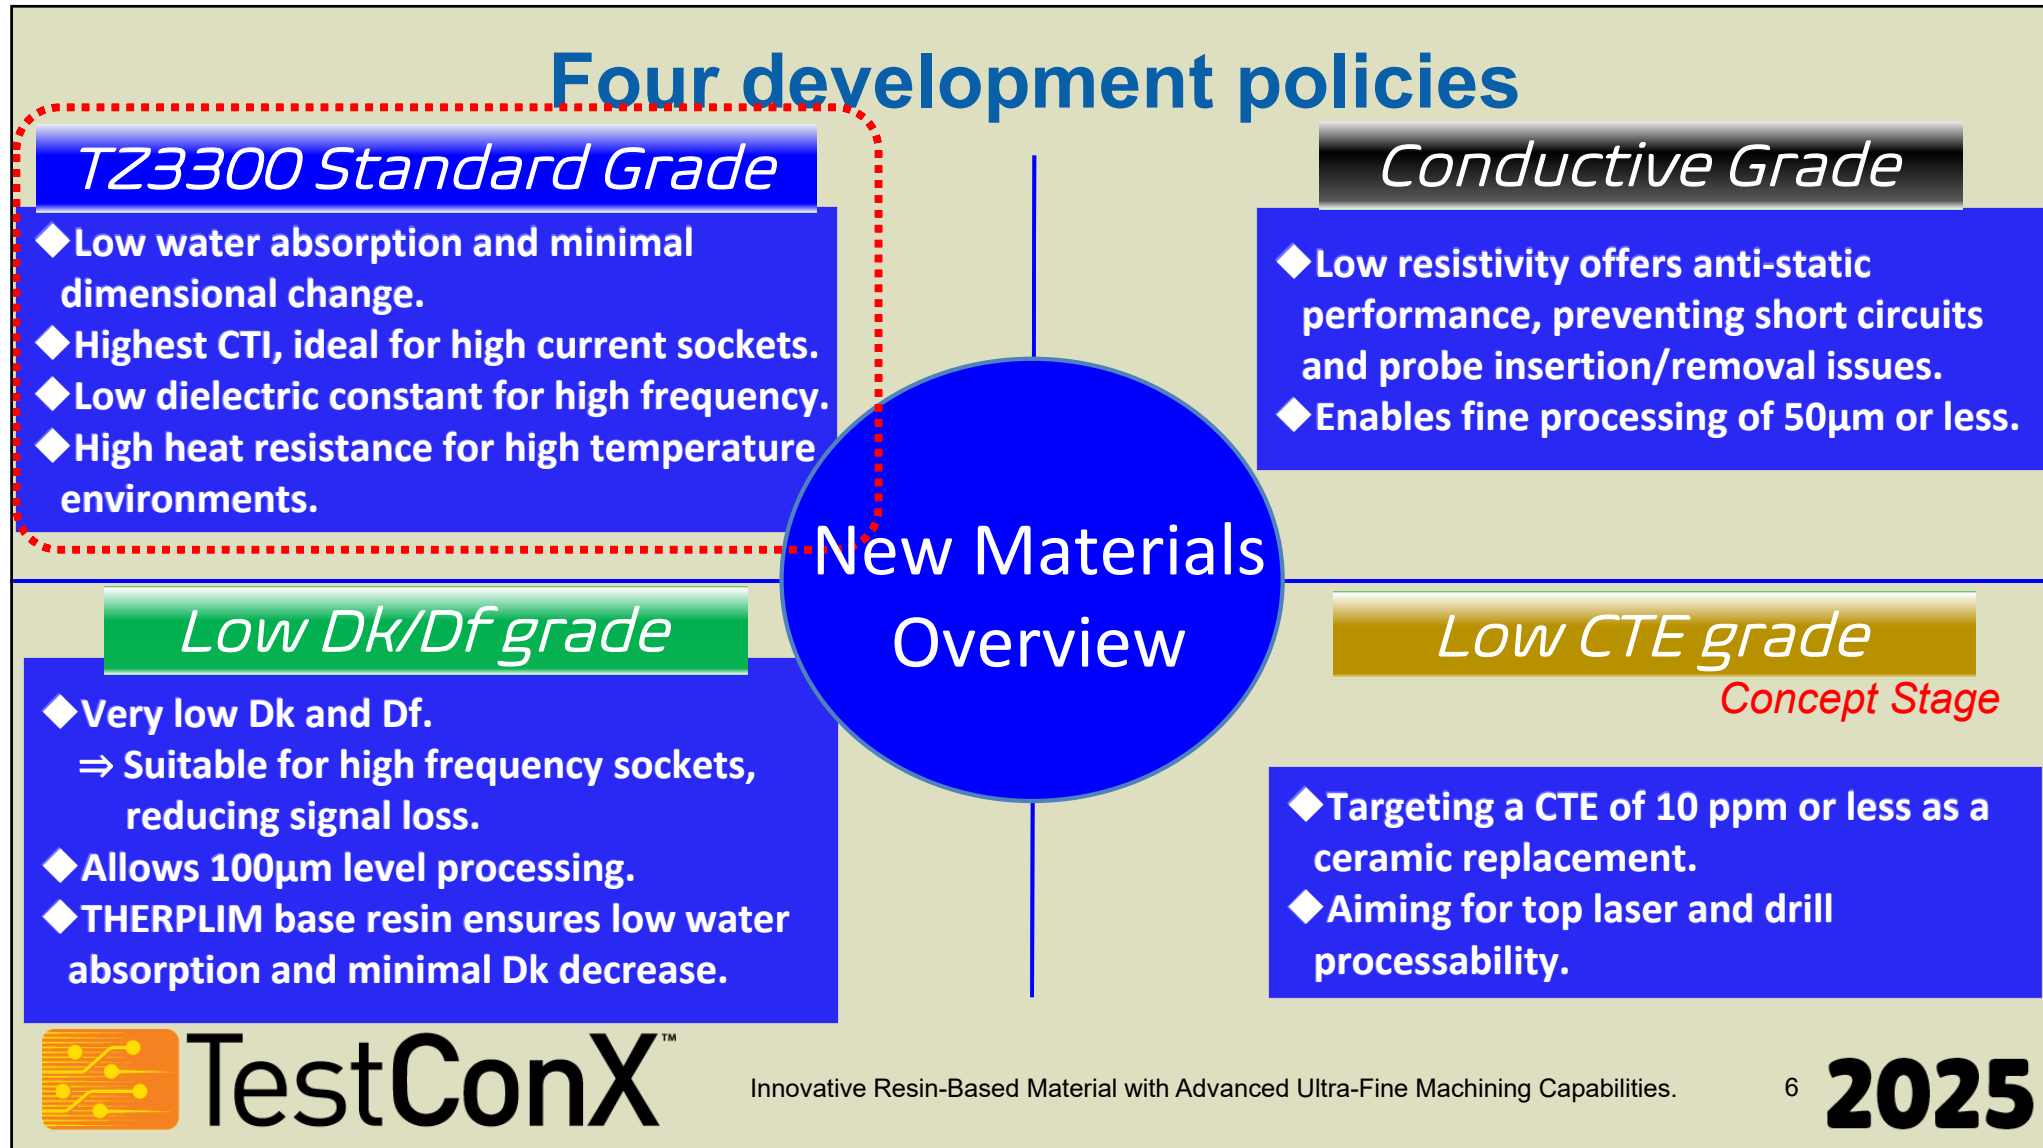 Four development policies
TZ3300 Standard Grade
◆Low water absorption and minimal
dimensional change.
◆Highest CTI, ideal for high current sockets.
◆Low dielectric constant for high frequency.
◆High heat resistance for high temperature
environments.
Conductive Grade
◆Low resistivity offers anti-static
performance, preventing short circuits
and probe insertion/removal issues.
◆Enables fine processing of 50μm or less.
New Materials
Overview
Low Dk/Df grade
◆Very low Dk and Df.
⇒ Suitable for high frequency sockets,
reducing signal loss.
◆Allows 100μm level processing.
◆THERPLIM base resin ensures low water
absorption and minimal Dk decrease.
Low CTE grade
Concept Stage
◆Targeting a CTE of 10 ppm or less as a
ceramic replacement.
◆Aiming for top laser and drill
processability.
TestConX™
Innovative Resin-Based Material with Advanced Ultra-Fine Machining Capabilities.
6
2025